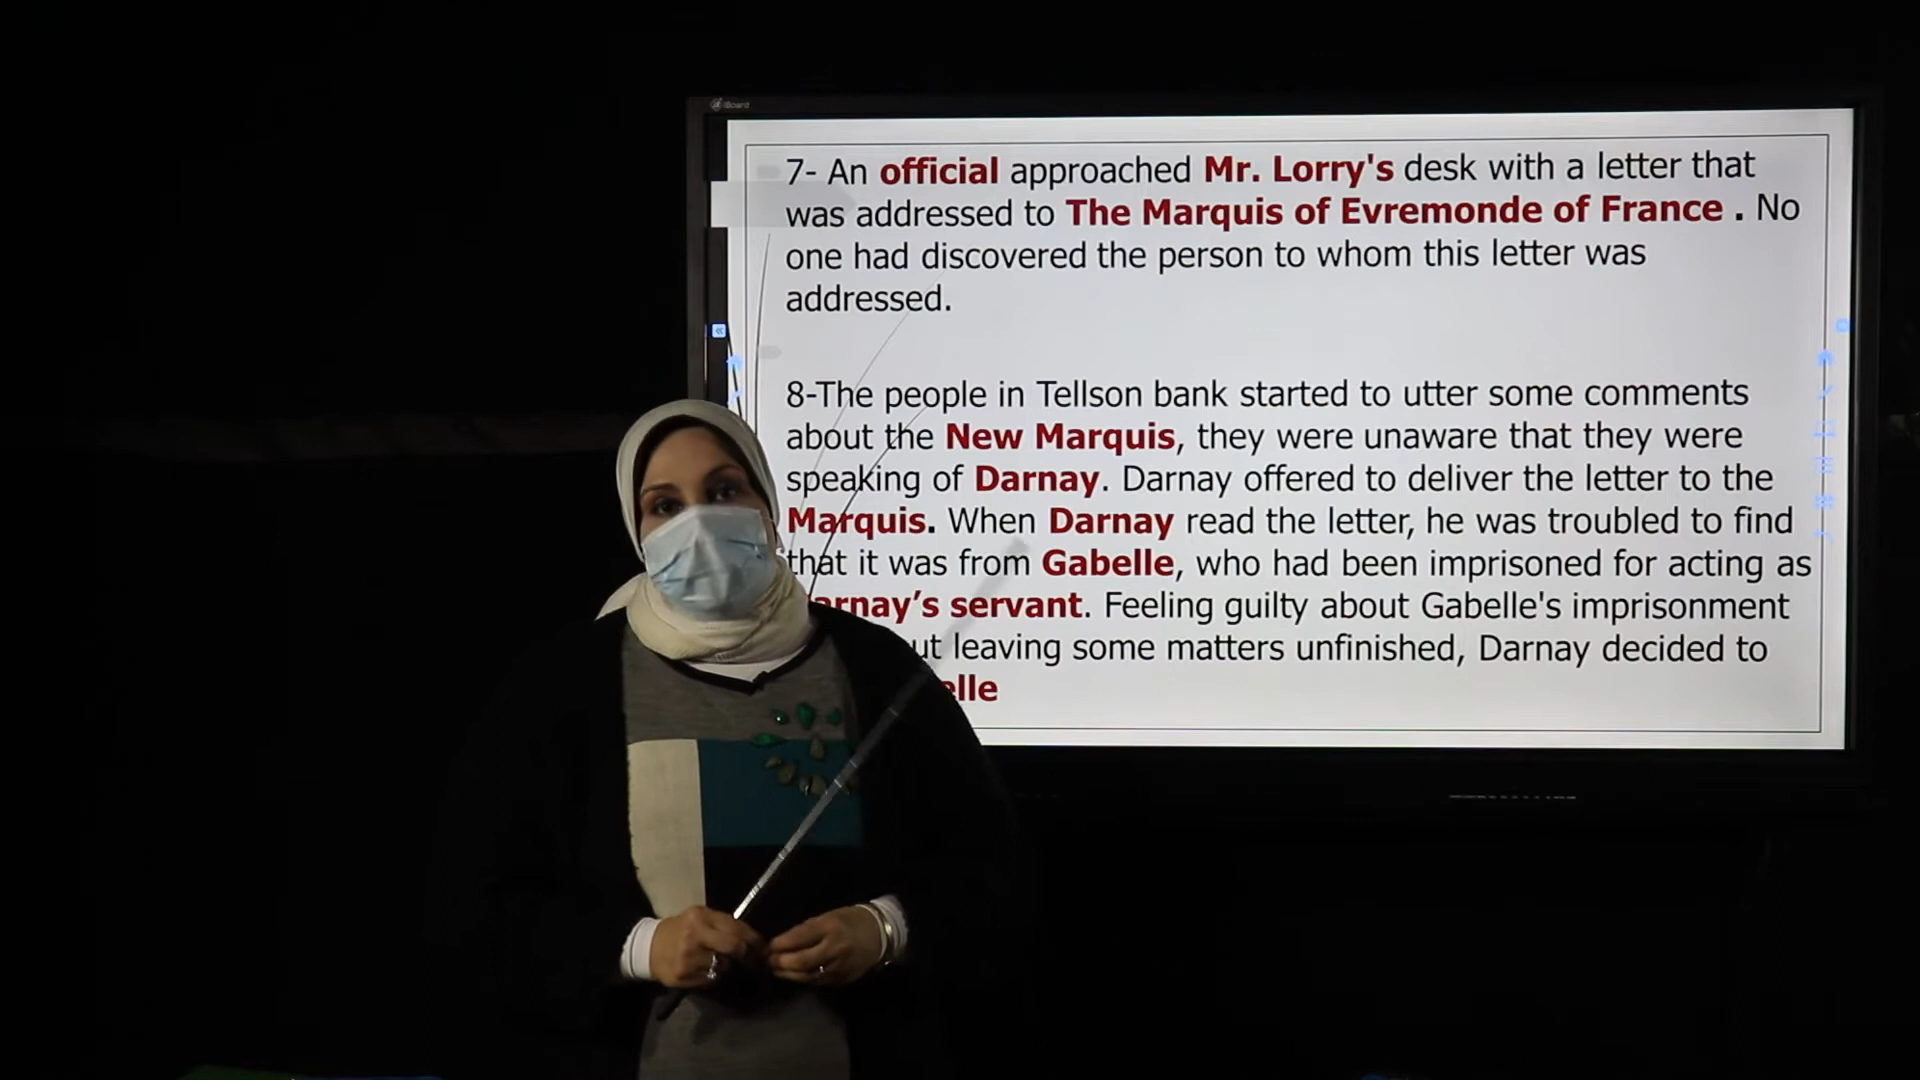 iBoard
7- An official approached Mr. Lorry's desk with a letter that
was addressed to The Marquis of Evremonde of France . No
one had discovered the person to whom this letter was
addressed.
8-The people in Tellson bank started to utter some comments
about the New Marquis, they were unaware that they were
speaking of Darnay. Darnay offered to deliver the letter to the
Marquis. When Darnay read the letter, he was troubled to find
that it was from Gabelle, who had been imprisoned for acting as
arnay’s servant. Feeling guilty about Gabelle's imprisonment
ut leaving some matters unfinished, Darnay decided to
elle